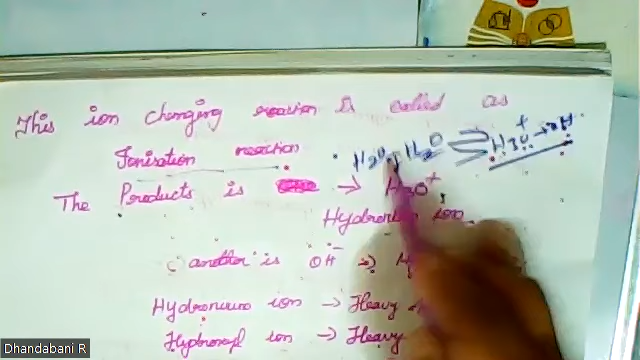 This ion changing reaction is called as
Ionisation reaction
H2O + H2O ⇌ H3O+ + OH
The Products is → H3O+
Hydronium ion
another is OH- → H
Hydronium ion → Heavy
Hydroxyl ion → Heavy
Dhandabani R